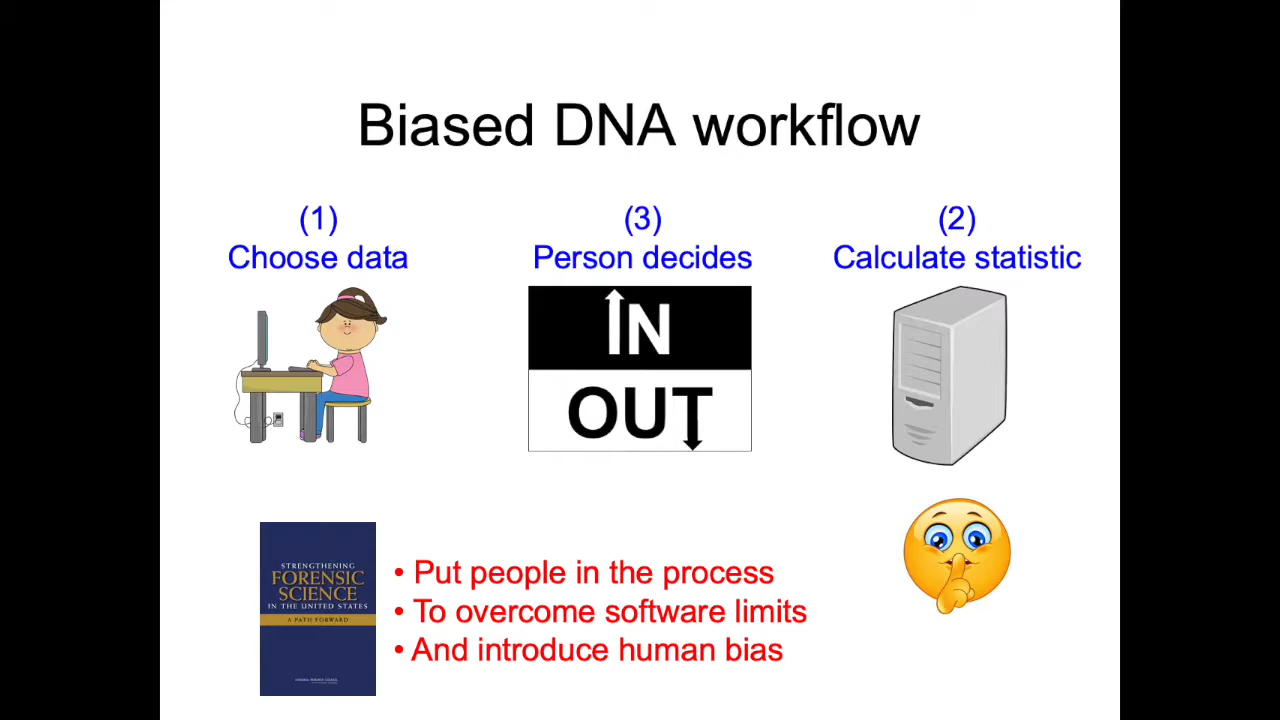 Biased DNA workflow
(1)
Choose data
(3)
Person decides
(2)
Calculate statistic
IN
OUT
STRENGTHENING
FORENSIC
SCIENCE
IN THE UNITED STATES
A PATH FORWARD
• Put people in the process
• To overcome software limits
• And introduce human bias